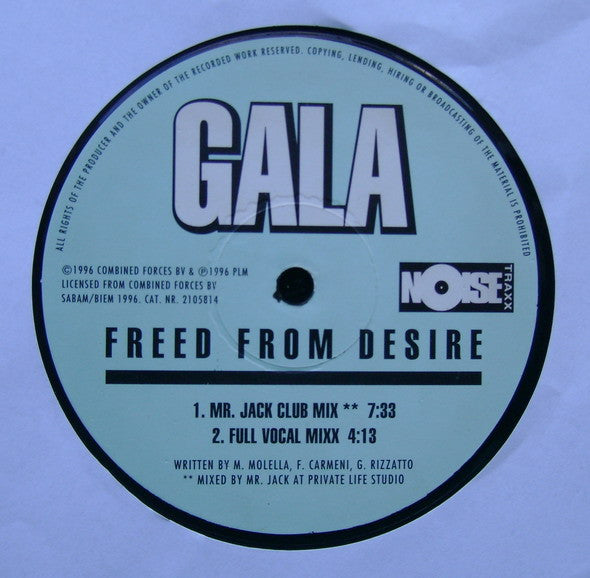 ALL RIGHTS OF THE PRODUCER AND THE OWNER OF THE RECORDED WORK RESERVED. COPYING, LENDING, HIRING OR BROADCASTING OF THE MATERIAL IS PROHIBITED
GALA
©1996 COMBINED FORCES BV & ℗1996 PLM
LICENSED FROM COMBINED FORCES BV
SABAM/BIEM 1996. CAT. NR. 2105814
NOISE
TRAXX
FREED FROM DESIRE
1. MR. JACK CLUB MIX ** 7:33
2. FULL VOCAL MIXX 4:13
WRITTEN BY M. MOLELLA, F. CARMENI, G. RIZZATTO
** MIXED BY MR. JACK AT PRIVATE LIFE STUDIO